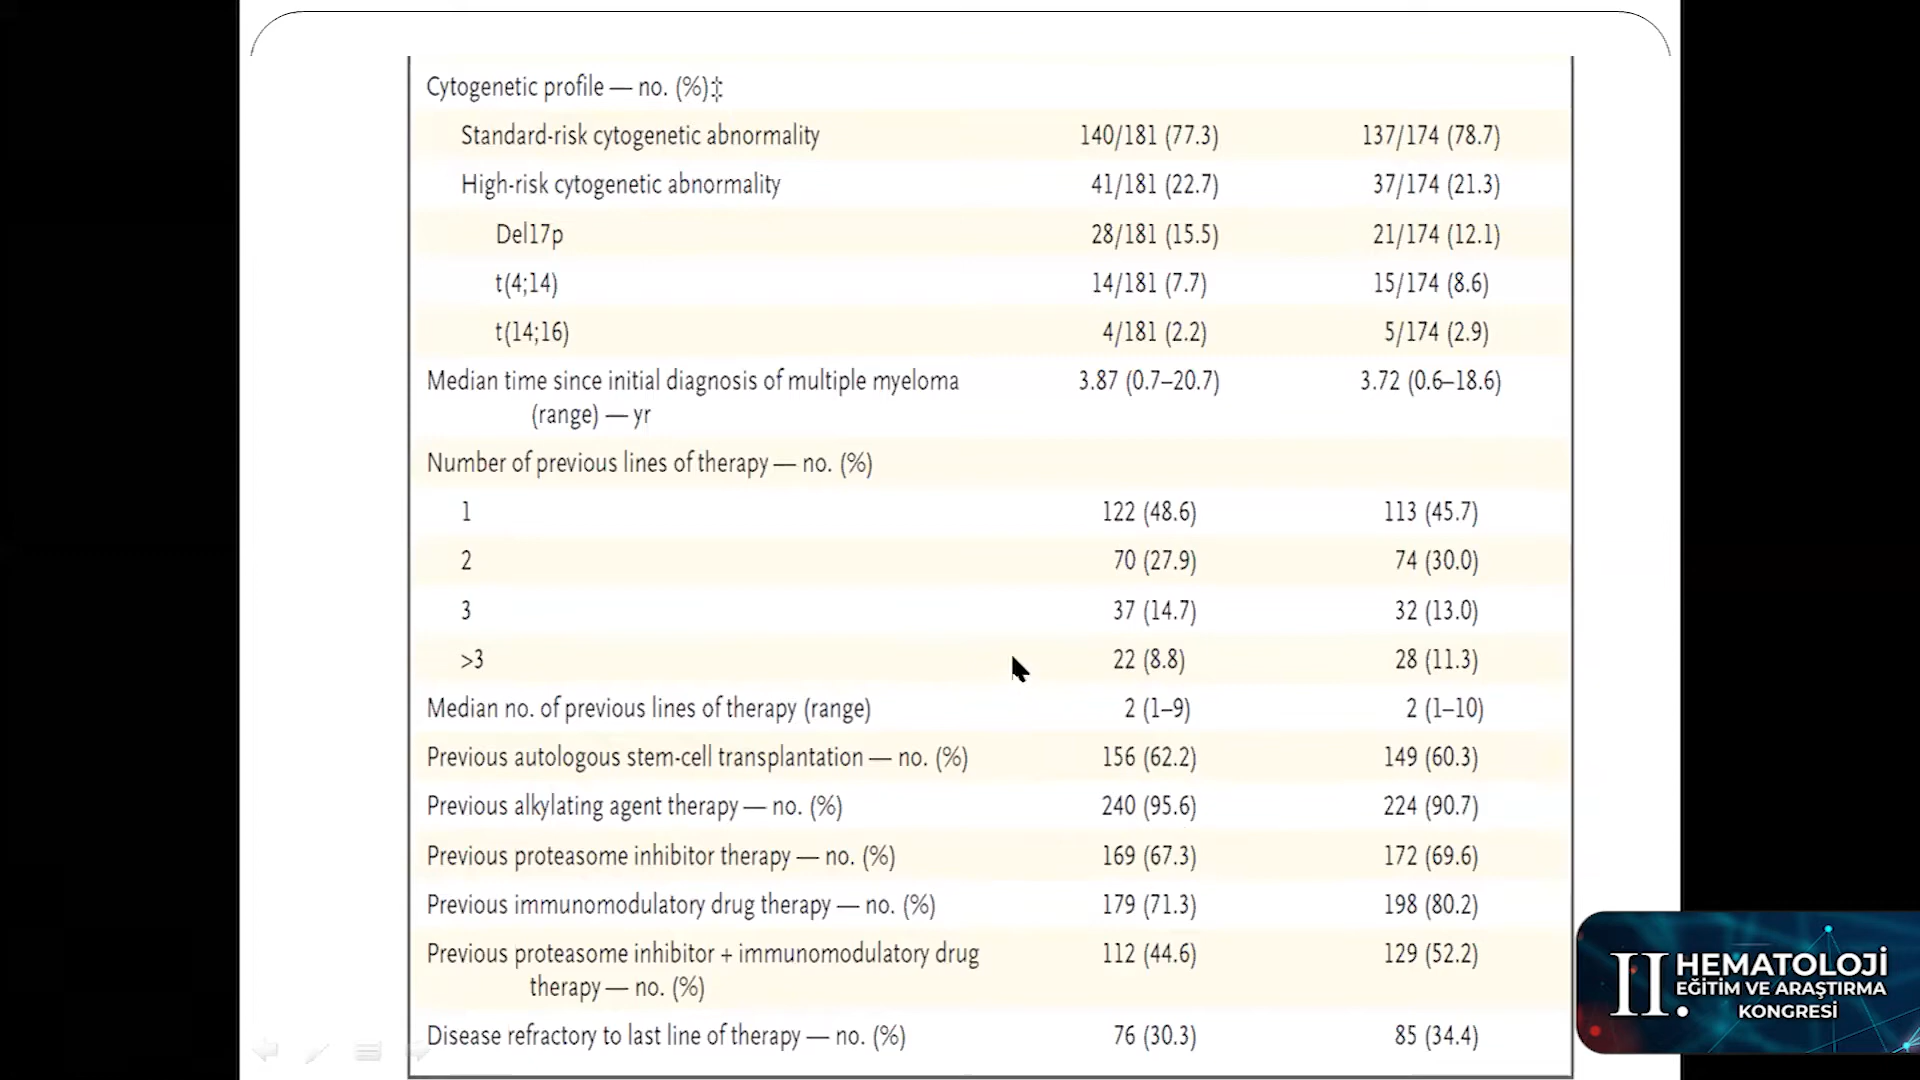 Cytogenetic profile — no. (%)‡
Standard-risk cytogenetic abnormality 140/181 (77.3) 137/174 (78.7)
High-risk cytogenetic abnormality 41/181 (22.7) 37/174 (21.3)
Del17p 28/181 (15.5) 21/174 (12.1)
t(4;14) 14/181 (7.7) 15/174 (8.6)
t(14;16) 4/181 (2.2) 5/174 (2.9)
Median time since initial diagnosis of multiple myeloma 3.87 (0.7–20.7) 3.72 (0.6–18.6)
(range) — yr
Number of previous lines of therapy — no. (%)
1 122 (48.6) 113 (45.7)
2 70 (27.9) 74 (30.0)
3 37 (14.7) 32 (13.0)
>3 22 (8.8) 28 (11.3)
Median no. of previous lines of therapy (range) 2 (1–9) 2 (1–10)
Previous autologous stem-cell transplantation — no. (%) 156 (62.2) 149 (60.3)
Previous alkylating agent therapy — no. (%) 240 (95.6) 224 (90.7)
Previous proteasome inhibitor therapy — no. (%) 169 (67.3) 172 (69.6)
Previous immunomodulatory drug therapy — no. (%) 179 (71.3) 198 (80.2)
Previous proteasome inhibitor + immunomodulatory drug 112 (44.6) 129 (52.2)
therapy — no. (%)
Disease refractory to last line of therapy — no. (%) 76 (30.3) 85 (34.4)
II. HEMATOLOJİ
EĞİTİM VE ARAŞTIRMA
KONGRESİ